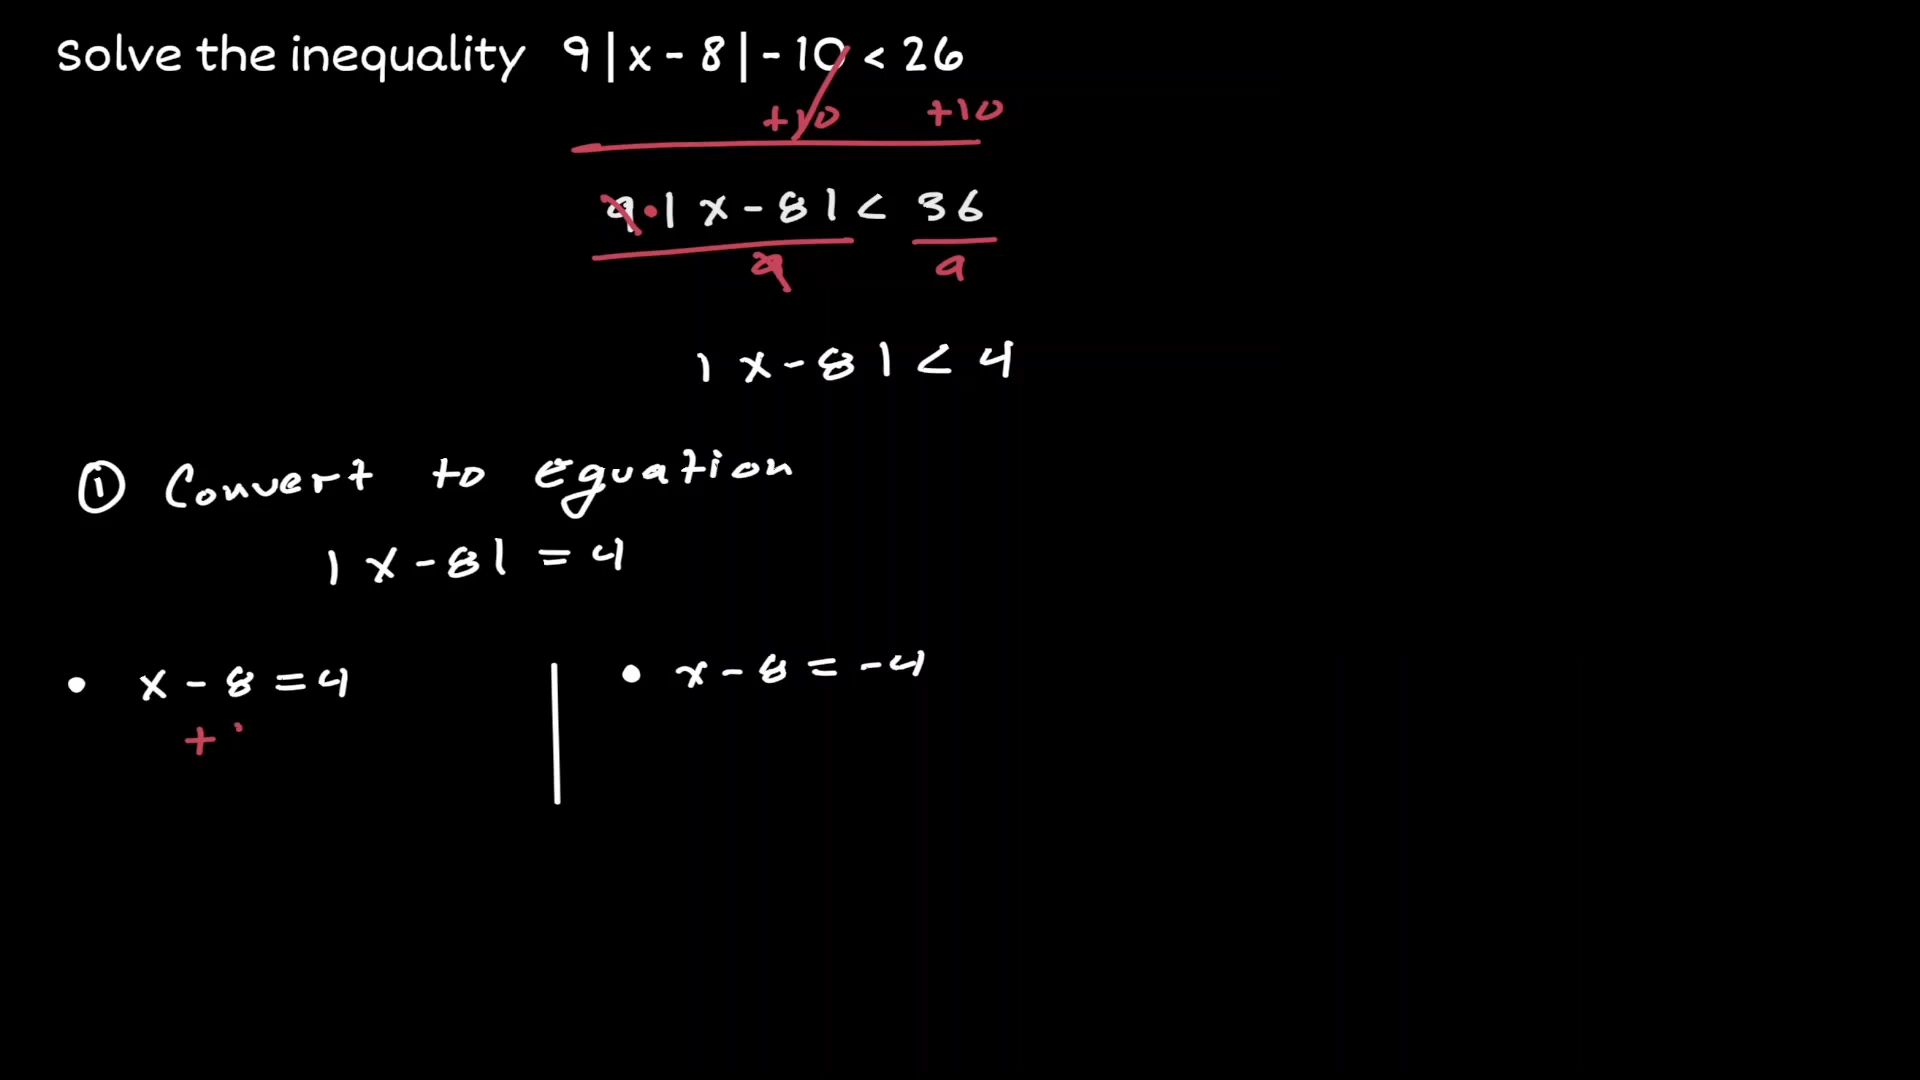 Solve the inequality 9|x - 8| - 10 < 26
+10 +10
9 • |x - 8| < 36
9 9
|x - 8| < 4
① Convert to equation
|x - 8| = 4
• x - 8 = 4 | • x - 8 = -4
+